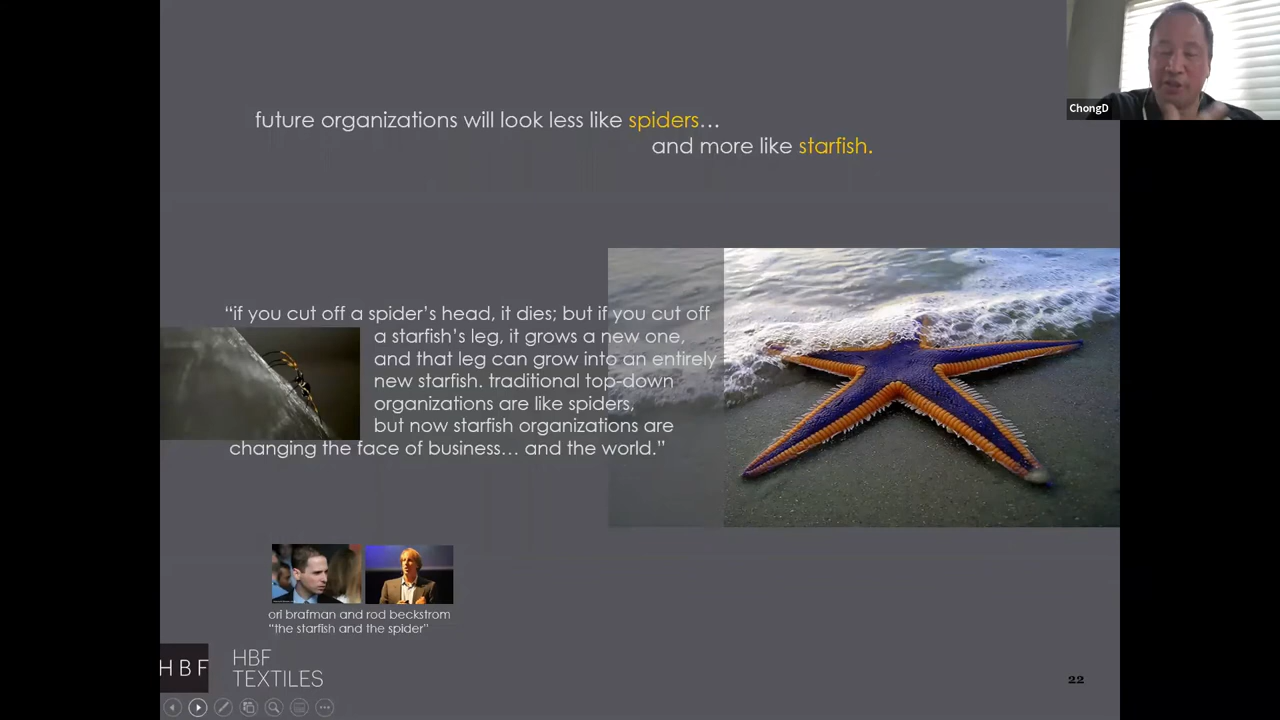 ChongD
future organizations will look less like spiders...
and more like starfish.
“if you cut off a spider’s head, it dies; but if you cut off
a starfish’s leg, it grows a new one,
and that leg can grow into an entirely
new starfish. traditional top-down
organizations are like spiders,
but now starfish organizations are
changing the face of business... and the world.”
ori brafman and rod beckstrom
“the starfish and the spider”
HBF
HBF
TEXTILES
22